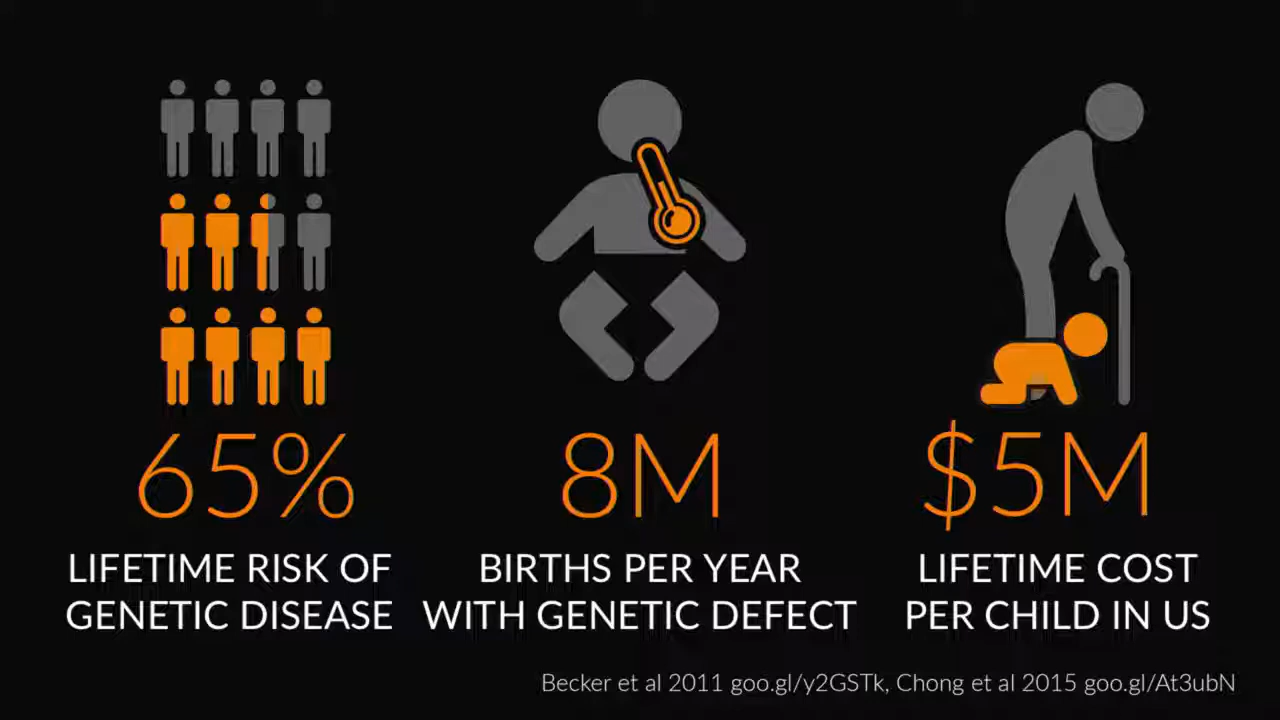 65%
LIFETIME RISK OF
GENETIC DISEASE
8M
BIRTHS PER YEAR
WITH GENETIC DEFECT
$5M
LIFETIME COST
PER CHILD IN US
Becker et al 2011 goo.gl/y2GSTk, Chong et al 2015 goo.gl/At3ubN